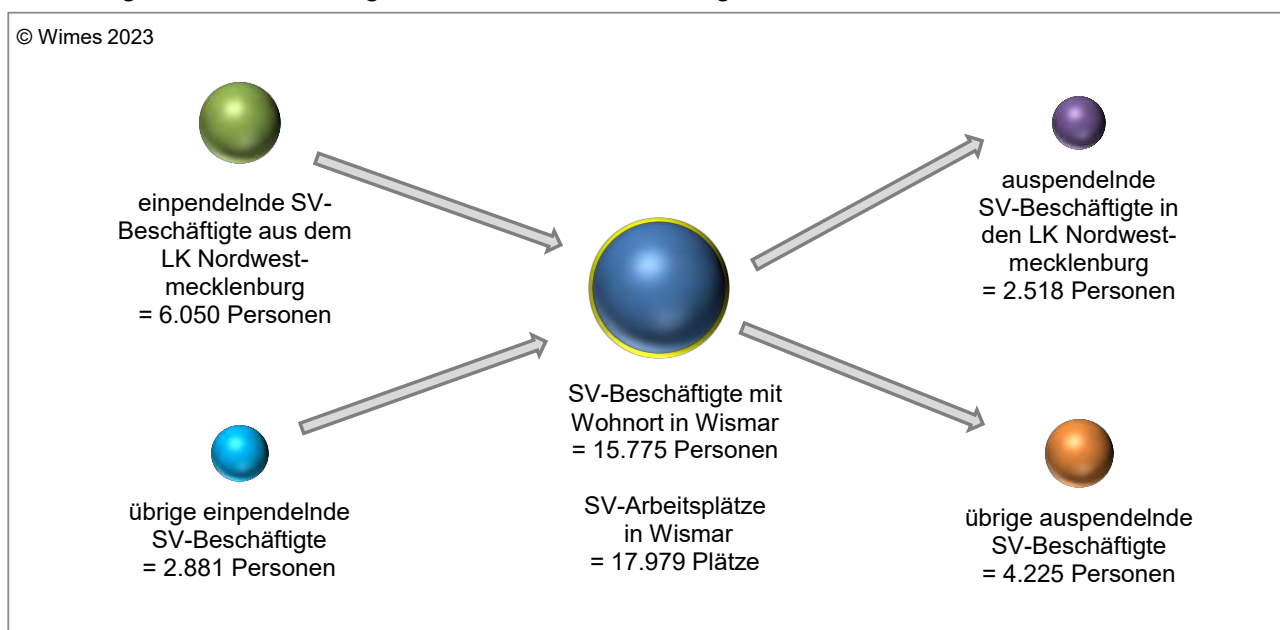 © Wimes 2023
einpendelnde SV-
Beschäftigte aus dem
LK Nordwest-
mecklenburg
= 6.050 Personen
übrige einpendelnde
SV-Beschäftigte
= 2.881 Personen
SV-Beschäftigte mit
Wohnort in Wismar
= 15.775 Personen
SV-Arbeitsplätze
in Wismar
= 17.979 Plätze
auspendelnde
SV-Beschäftigte in
den LK Nordwest-
mecklenburg
= 2.518 Personen
übrige auspendelnde
SV-Beschäftigte
= 4.225 Personen